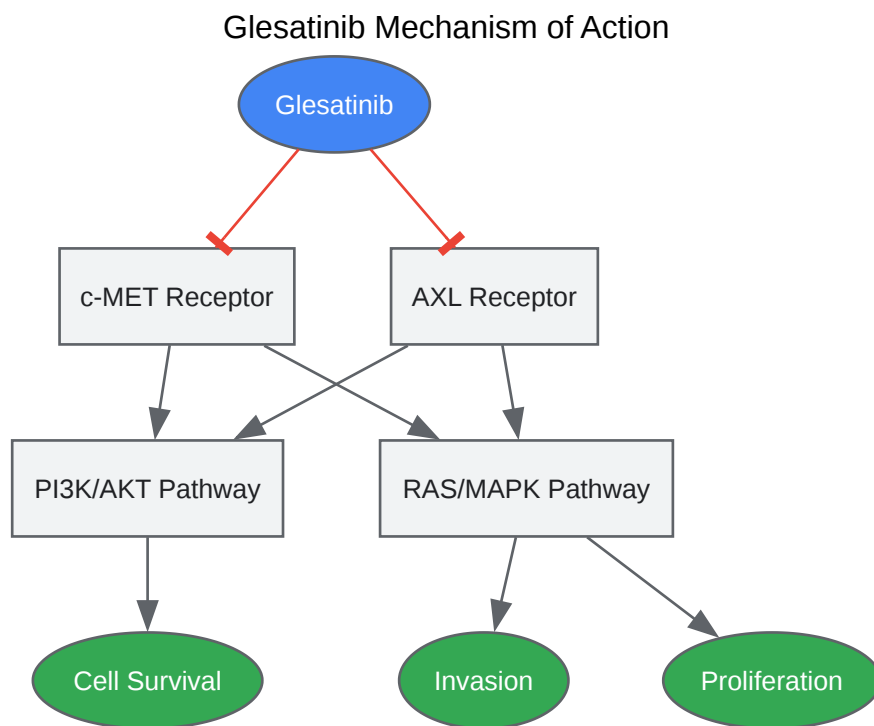 Glesatinib Mechanism of Action
Glesatinib
c-MET Receptor
AXL Receptor
PI3K/AKT Pathway
RAS/MAPK Pathway
Cell Survival
Invasion
Proliferation